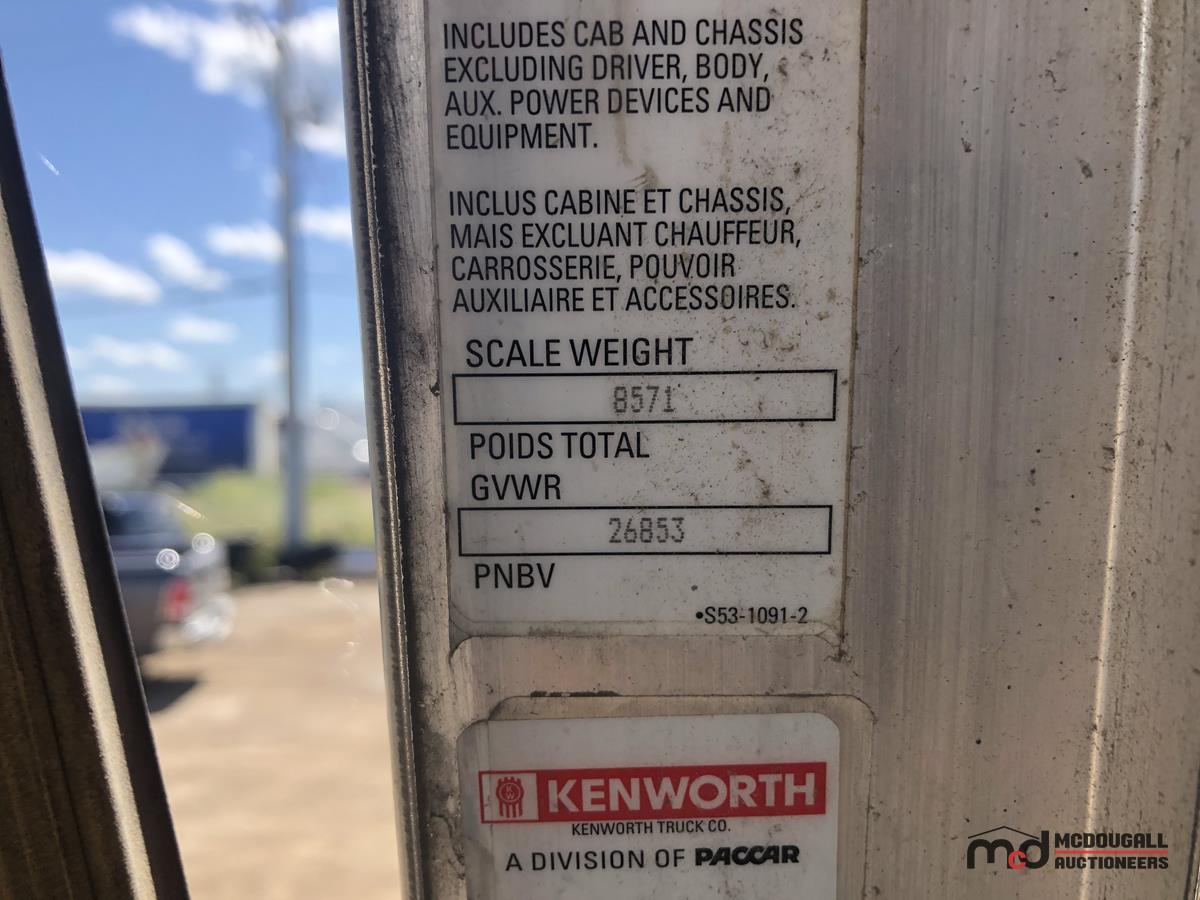 INCLUDES CAB AND CHASSIS
EXCLUDING DRIVER, BODY,
AUX. POWER DEVICES AND
EQUIPMENT.
INCLUS CABINE ET CHASSIS,
MAIS EXCLUANT CHAUFFEUR,
CARROSSERIE, POUVOIR
AUXILIAIRE ET ACCESSOIRES.
SCALE WEIGHT
8571
POIDS TOTAL
GVWR
26853
PNBV
•S53-1091-2
KW KENWORTH
KENWORTH TRUCK CO.
A DIVISION OF PACCAR
mcd MCDOUGALL
AUCTIONEERS